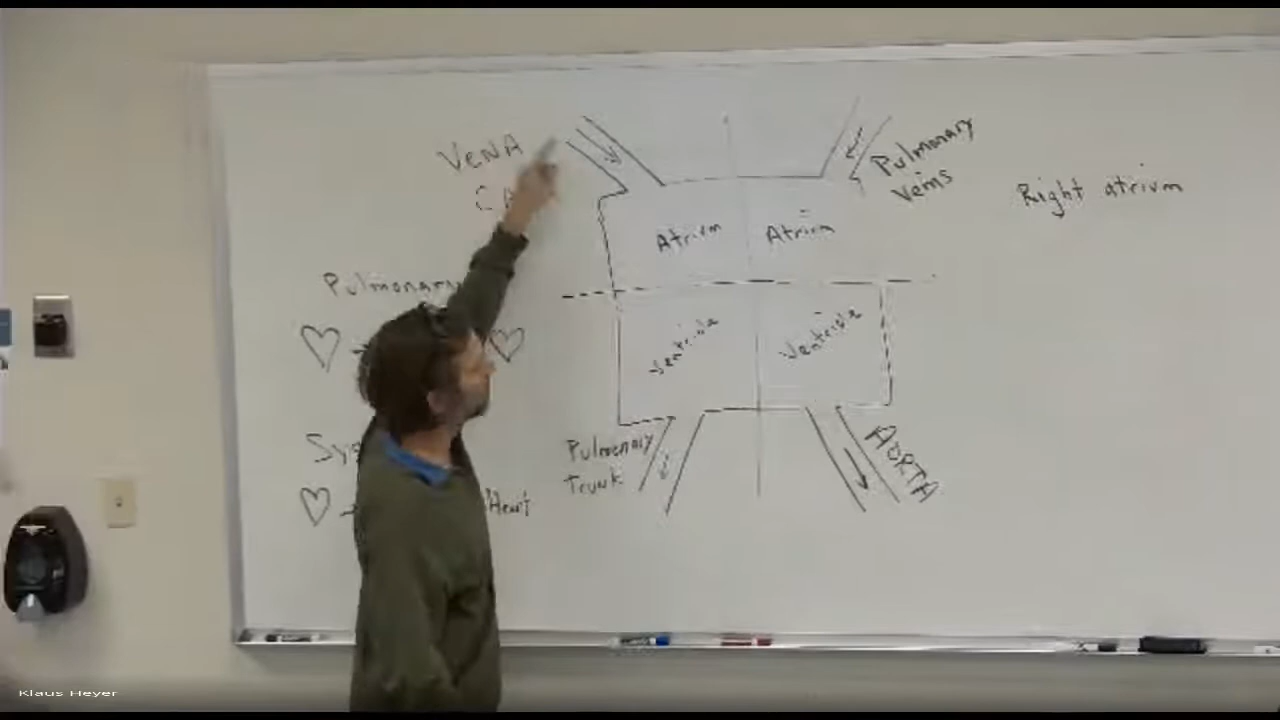 VENA
CA
Pulmonary
Veins
Right atrium
Atrium
Atrium
Pulmonary
Ventricle
Ventricle
Pulmonary
Trunk
AORTA
Sys
Heart
Klaus Heyer